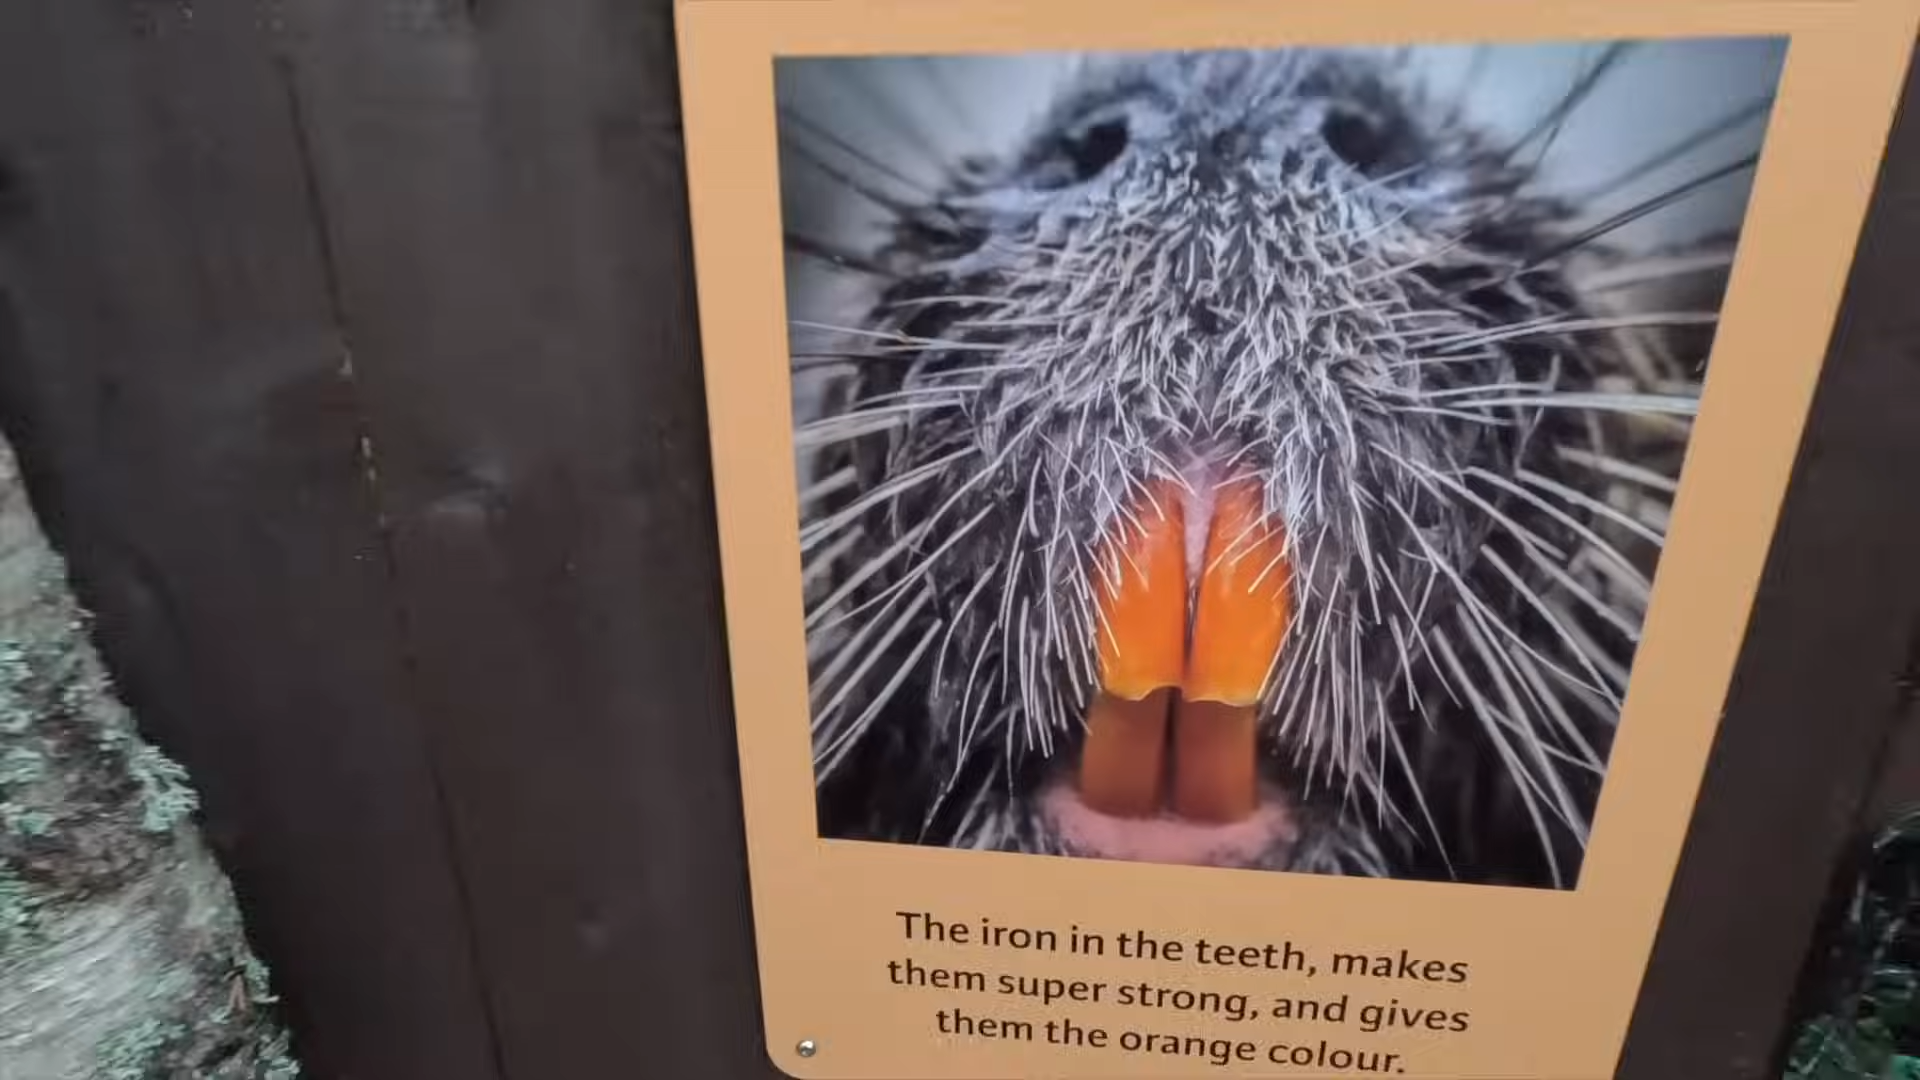 The iron in the teeth, makes
them super strong, and gives
them the orange colour.